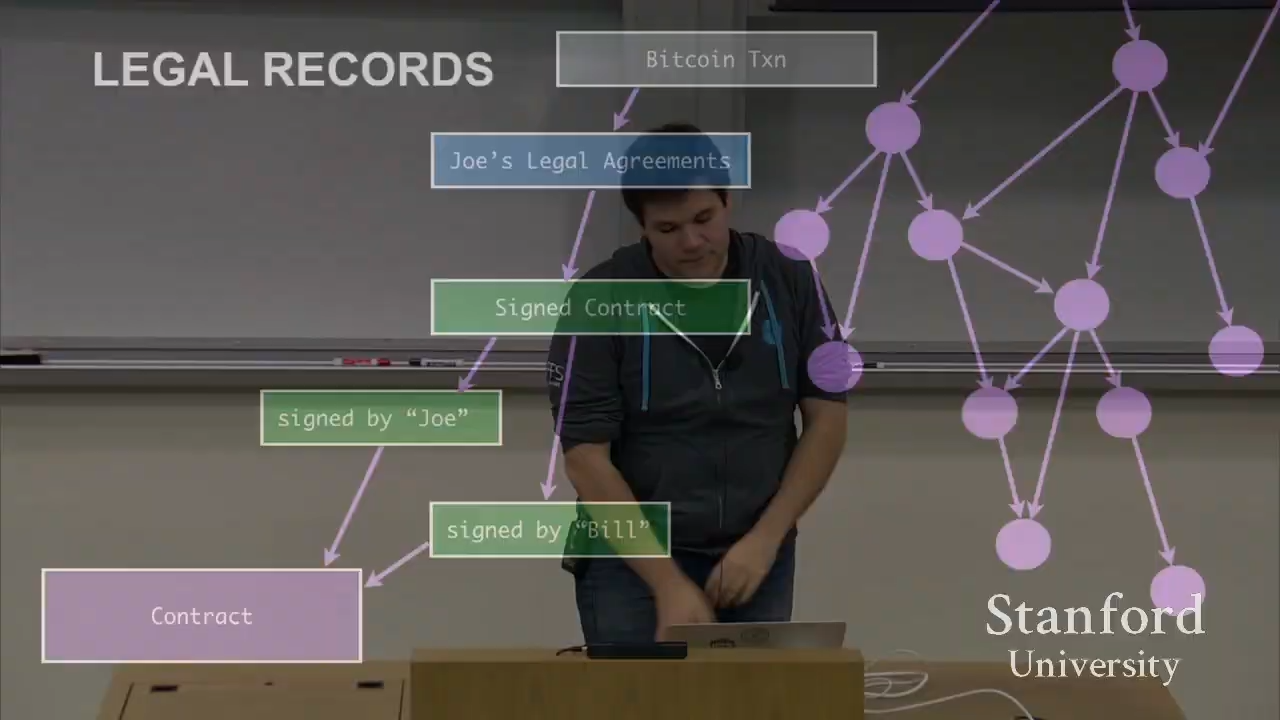 LEGAL RECORDS
Bitcoin Txn
Joe’s Legal Agreements
Signed Contract
signed by “Joe”
signed by “Bill”
Contract
Stanford
University